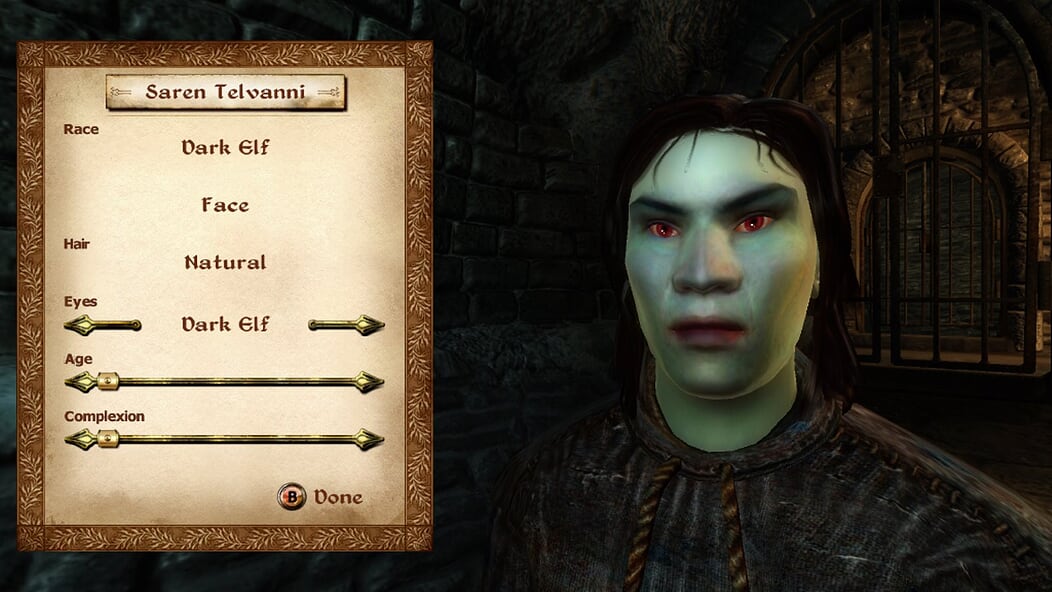 Saren Telvanni
Race
Dark Elf
Face
Hair
Natural
Eyes
Dark Elf
Age
Complexion
B Done